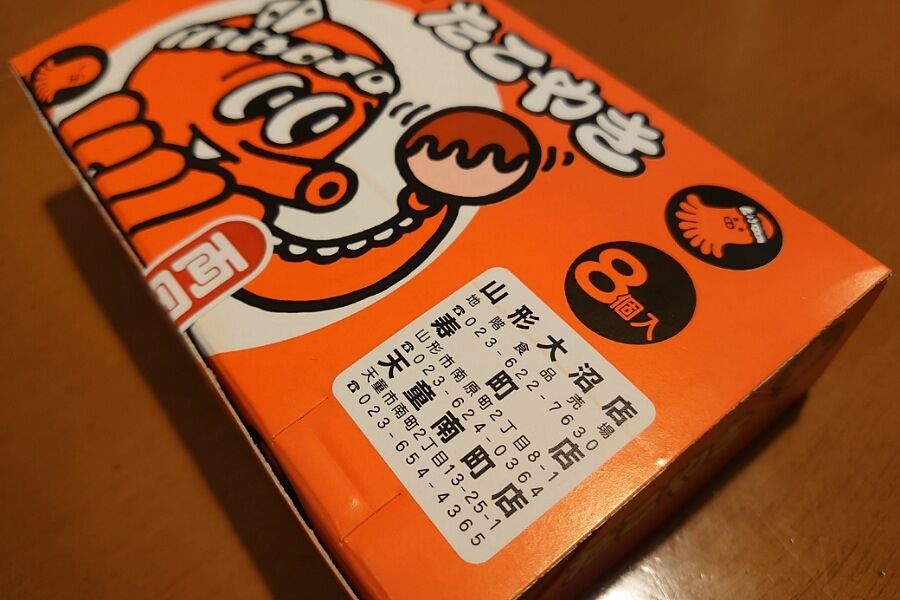 たこやき
8個入
山形大沼店
地階食品売場
☎023-622-7630
寿町店
山形市南原町2丁目8-1
☎023-624-0364
天童南町店
天童市南町2丁目13-25-1
☎023-654-4365